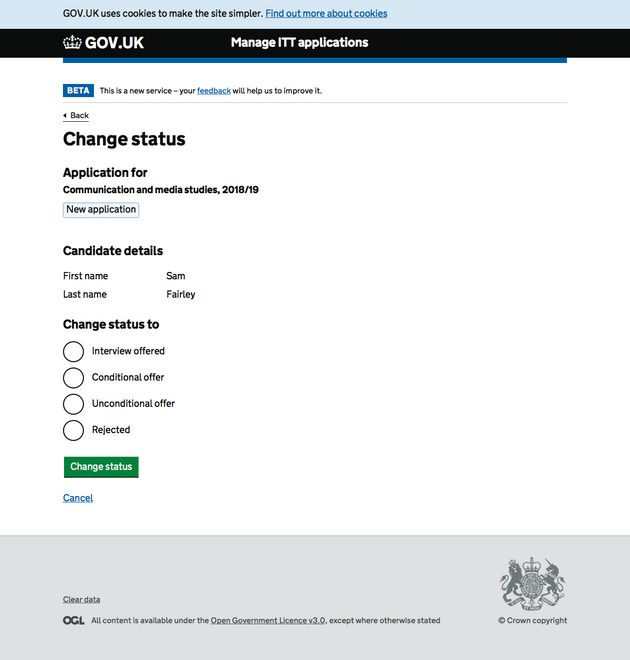 GOV.UK uses cookies to make the site simpler. Find out more about cookies
GOV.UK Manage ITT applications
BETA This is a new service – your feedback will help us to improve it.
Back
Change status
Application for
Communication and media studies, 2018/19
New application
Candidate details
First name Sam
Last name Fairley
Change status to
Interview offered
Conditional offer
Unconditional offer
Rejected
Change status
Cancel
Clear data
OGL All content is available under the Open Government Licence v3.0, except where otherwise stated
© Crown copyright